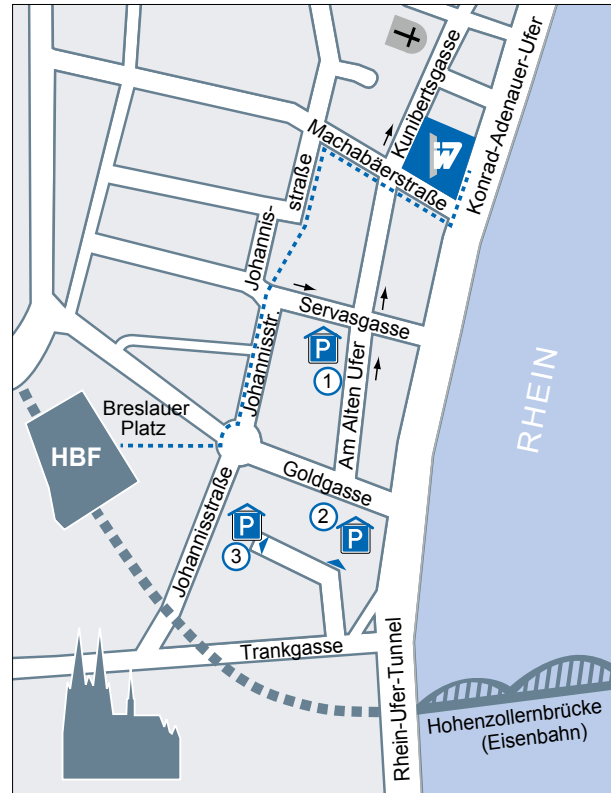 Kunibertsgasse
Konrad-Adenauer-Ufer
Machabäerstraße
IW
Johannis-
straße
Servasgasse
Johannisstr.
P
1
Am Alten Ufer
RHEIN
Breslauer
Platz
HBF
Goldgasse
Johannisstraße
P
3
2
P
Trankgasse
Rhein-Ufer-Tunnel
Hohenzollernbrücke
(Eisenbahn)